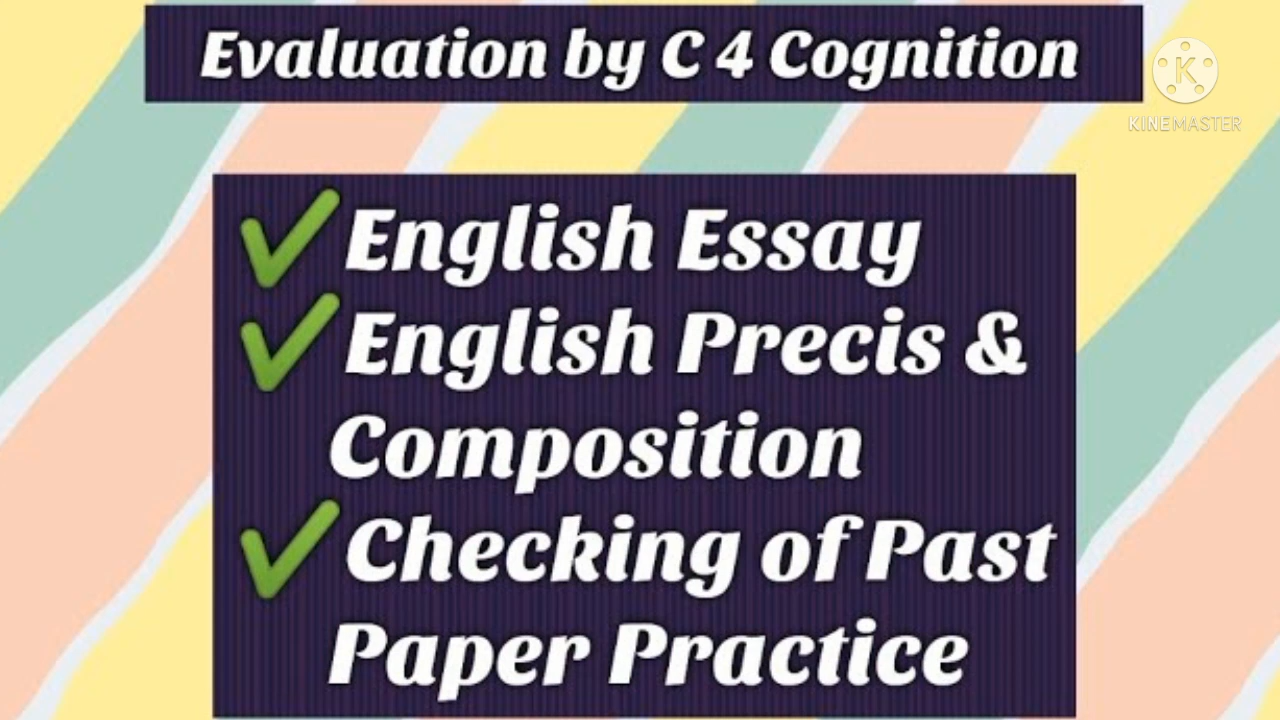 Evaluation by C 4 Cognition
K
KINEMASTER
✔English Essay
✔English Precis &
Composition
✔Checking of Past
Paper Practice